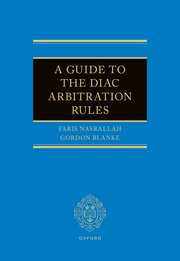 A GUIDE TO
THE DIAC
ARBITRATION
RULES
FARIS NASRALLAH
GORDON BLANKE
OXFORD